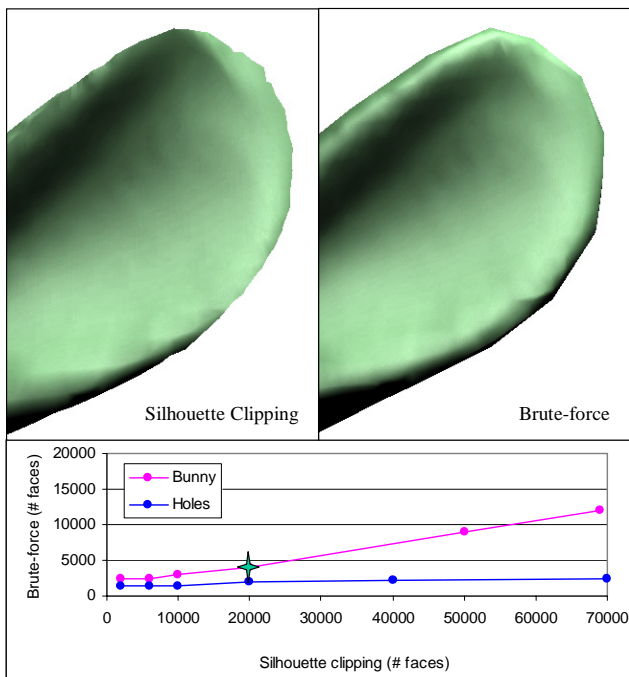 Silhouette Clipping
Brute-force
Brute-force (# faces)
20000
15000
10000
5000
0
Bunny
Holes
0 10000 20000 30000 40000 50000 60000 70000
Silhouette clipping (# faces)